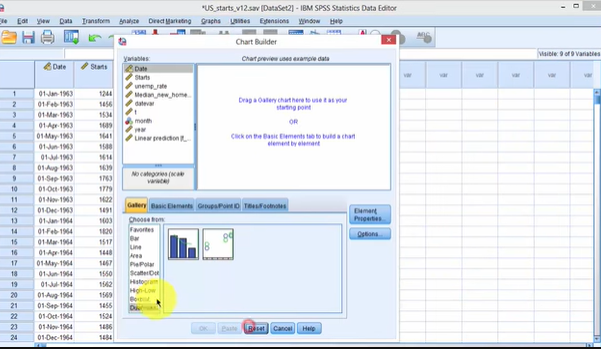 *US_starts_v12.sav [DataSet2] - IBM SPSS Statistics Data Editor
Edit View Data Transform Analyze Direct Marketing Graphs Utilities Extensions Window Help
Visible: 9 of 9 Variables
Date Starts var var var var
1 01-Jan-1963 1244
2 01-Feb-1963 1456
3 01-Mar-1963 1534
4 01-Apr-1963 1689
5 01-May-1963 1641
6 01-Jun-1963 1588
7 01-Jul-1963 1614
8 01-Aug-1963 1639
9 01-Sep-1963 1763
10 01-Oct-1963 1779
11 01-Nov-1963 1622
12 01-Dec-1963 1491
13 01-Jan-1964 1603
14 01-Feb-1964 1820
15 01-Mar-1964 1517
16 01-Apr-1964 1448
17 01-May-1964 1467
18 01-Jun-1964 1550
19 01-Jul-1964 1562
20 01-Aug-1964 1569
21 01-Sep-1964 1455
22 01-Oct-1964 1524
23 01-Nov-1964 1486
24 01-Dec-1964 1484
Chart Builder
Variables:
Chart preview uses example data
Date
Starts
unemp_rate
Median_new_home...
datevar
t
month
year
Linear prediction
No categories (scale
variable)
Drag a Gallery chart here to use it as your
starting point
OR
Click on the Basic Elements tab to build a chart
element by element
Gallery Basic Elements Groups/Point ID Titles/Footnotes
Choose from:
Favorites
Bar
Line
Area
Pie/Polar
Scatter/Dot
Histogram
High-Low
Boxplot
Element
Properties...
Options...
OK Paste Reset Cancel Help